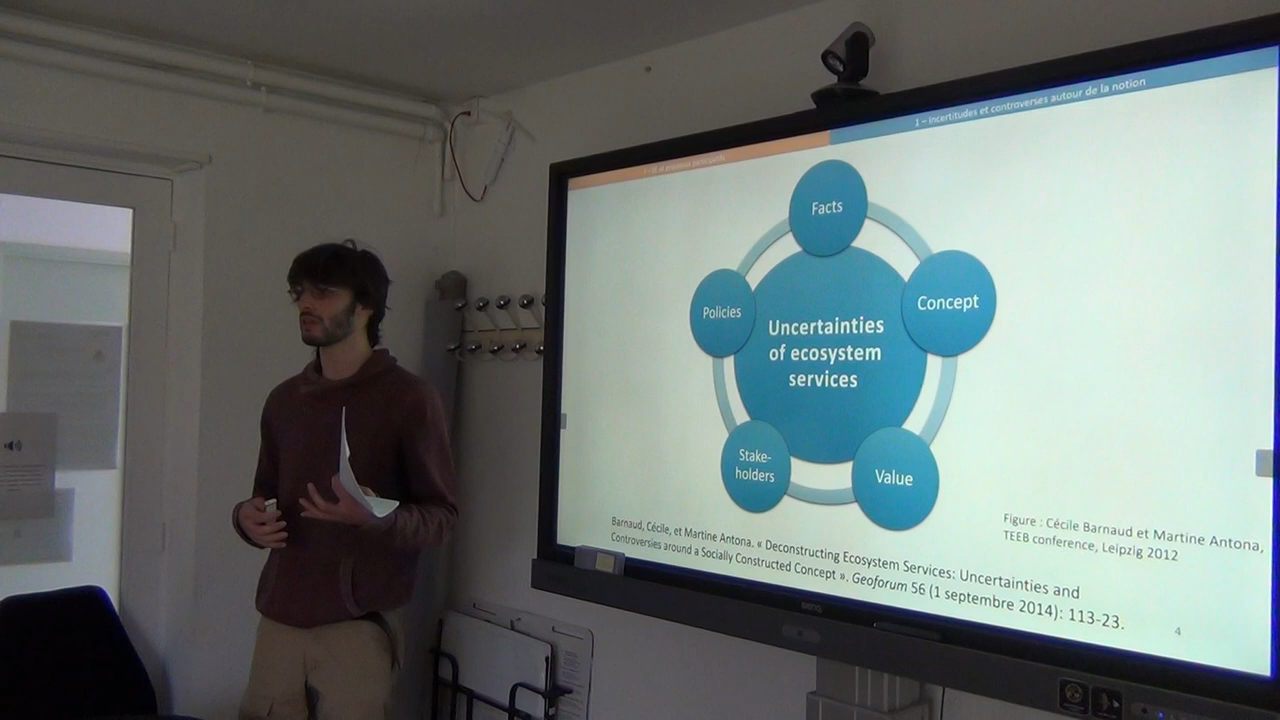 1 – Incertitudes et controverses autour de la notion
Facts
Policies
Concept
Uncertainties
of ecosystem
services
Stake-
holders
Value
Figure : Cécile Barnaud et Martine Antona,
TEEB conference, Leipzig 2012
Barnaud, Cécile, et Martine Antona. « Deconstructing Ecosystem Services: Uncertainties and
Controversies around a Socially Constructed Concept ». Geoforum 56 (1 septembre 2014): 113-23.
4
BenQ